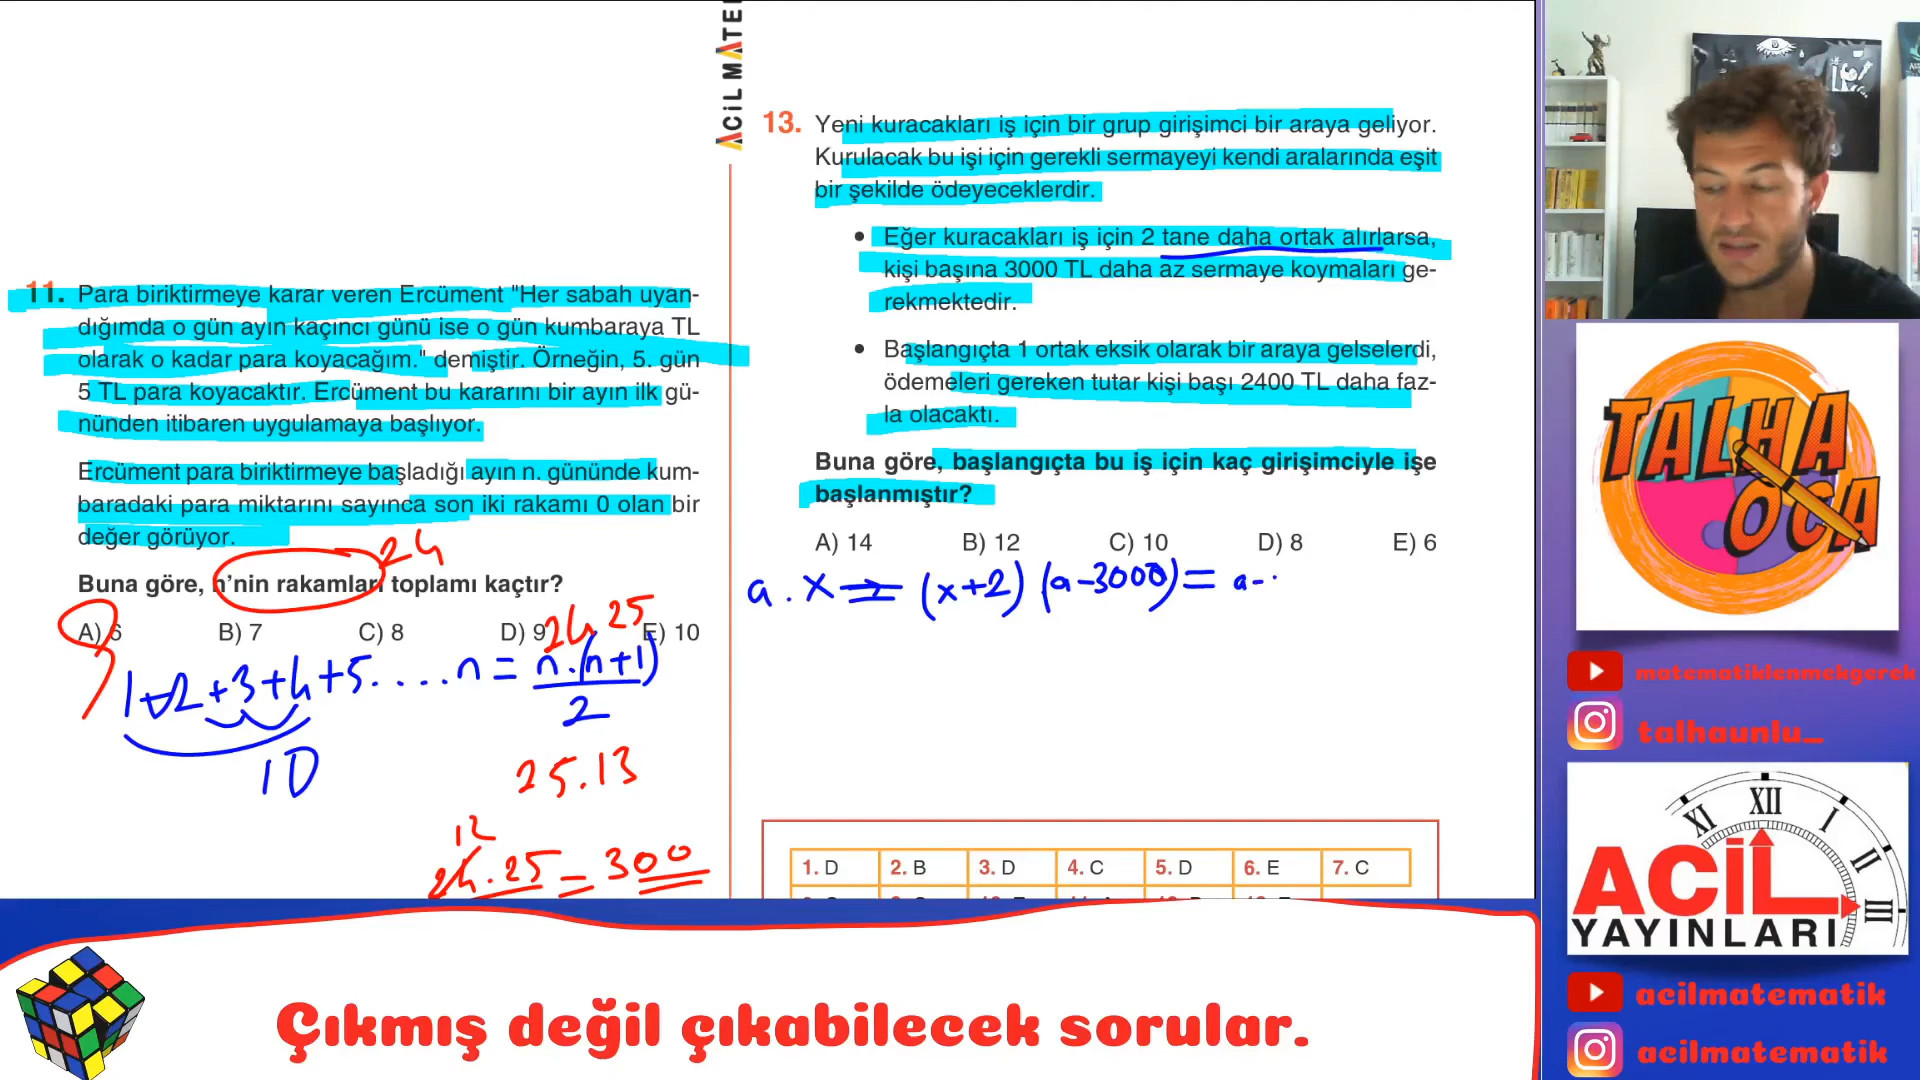 ACİL MATE
11. Para biriktirmeye karar veren Ercüment "Her sabah uyan-
dığımda o gün ayın kaçıncı günü ise o gün kumbaraya TL
olarak o kadar para koyacağım." demiştir. Örneğin, 5. gün
5 TL para koyacaktır. Ercüment bu kararını bir ayın ilk gü-
nünden itibaren uygulamaya başlıyor.
Ercüment para biriktirmeye başladığı ayın n. gününde kum-
baradaki para miktarını sayınca son iki rakamı 0 olan bir
değer görüyor.
24
Buna göre, n'nin rakamları toplamı kaçtır?
A) 6 B) 7 C) 8 D) 9 E) 10
24 25
1+2+3+4+5....n = n.(n+1)
2
10
25.13
12
24.25 = 300
13. Yeni kuracakları iş için bir grup girişimci bir araya geliyor.
Kurulacak bu işi için gerekli sermayeyi kendi aralarında eşit
bir şekilde ödeyeceklerdir.
• Eğer kuracakları iş için 2 tane daha ortak alırlarsa,
kişi başına 3000 TL daha az sermaye koymaları ge-
rekmektedir.
• Başlangıçta 1 ortak eksik olarak bir araya gelselerdi,
ödemeleri gereken tutar kişi başı 2400 TL daha faz-
la olacaktı.
Buna göre, başlangıçta bu iş için kaç girişimciyle işe
başlanmıştır?
A) 14 B) 12 C) 10 D) 8 E) 6
a.x = (x+2)(a-3000) = a-
1. D 2. B 3. D 4. C 5. D 6. E 7. C
TALHA
OCA
matematiklenmekgerek
talhaunlu_
XI XII I II III
ACİL
YAYINLARI
acilmatematik
acilmatematik
Çıkmış değil çıkabilecek sorular.